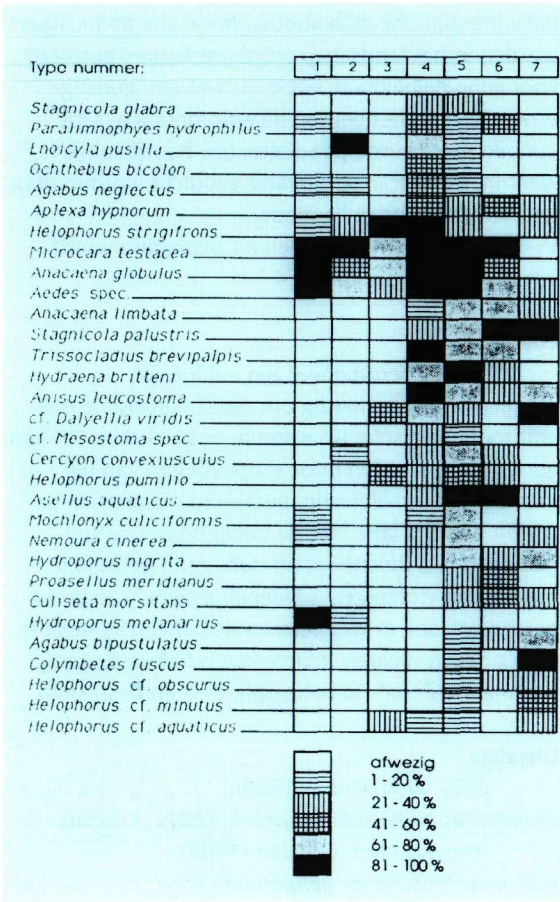 Type nummer: 1 2 3 4 5 6 7
Stagnicola glabra
Paralimnophyes hydrophilus
Enoicyla pusilla
Ochthebius bicolon
Agabus neglectus
Aplexa hypnorum
Helophorus strigifrons
Microcara testacea
Anacaena globulus
Aedes spec.
Anacaena limbata
Stagnicola palustris
Trissocladius brevipalpis
Hydraena britteni
Anisus leucostoma
cf. Dalyellia viridis
cf. Mesostoma spec.
Cercyon convexiusculus
Helophorus pumilio
Asellus aquaticus
Mochlonyx culiciformis
Nemoura cinerea
Hydroporus nigrita
Proasellus meridianus
Culiseta morsitans
Hydroporus melanarius
Agabus bipustulatus
Colymbetes fuscus
Helophorus cf. obscurus
Helophorus cf. minutus
Helophorus cf. aquaticus
afwezig
1 - 20 %
21 - 40 %
41 - 60 %
61 - 80 %
81 - 100 %